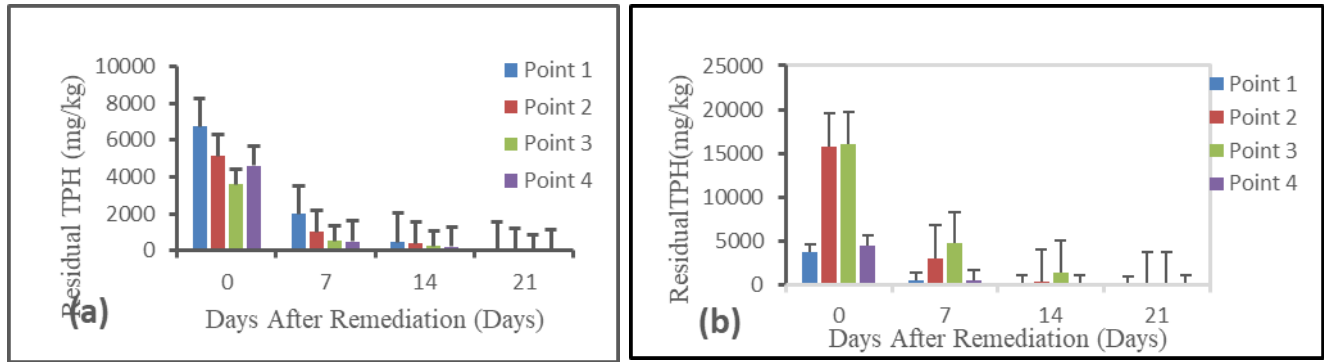 10000
8000
6000
4000
2000
0
Residual TPH (mg/kg)
Point 1
Point 2
Point 3
Point 4
0 7 14 21
Days After Remediation (Days)
(a)
25000
20000
15000
10000
5000
0
ResidualTPH(mg/kg)
Point 1
Point 2
Point 3
Point 4
0 7 14 21
Days After Remediation (Days)
(b)